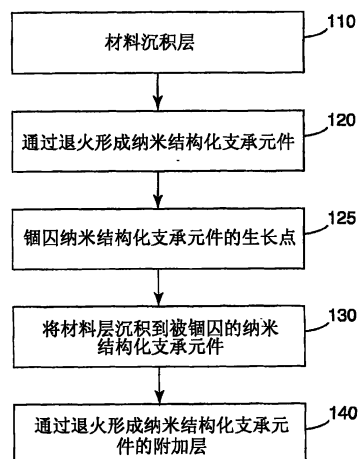 材料沉积层
110
通过退火形成纳米结构化支承元件
120
锢囚纳米结构化支承元件的生长点
125
将材料层沉积到被锢囚的纳米
结构化支承元件
130
通过退火形成纳米结构化支承元
件的附加层
140